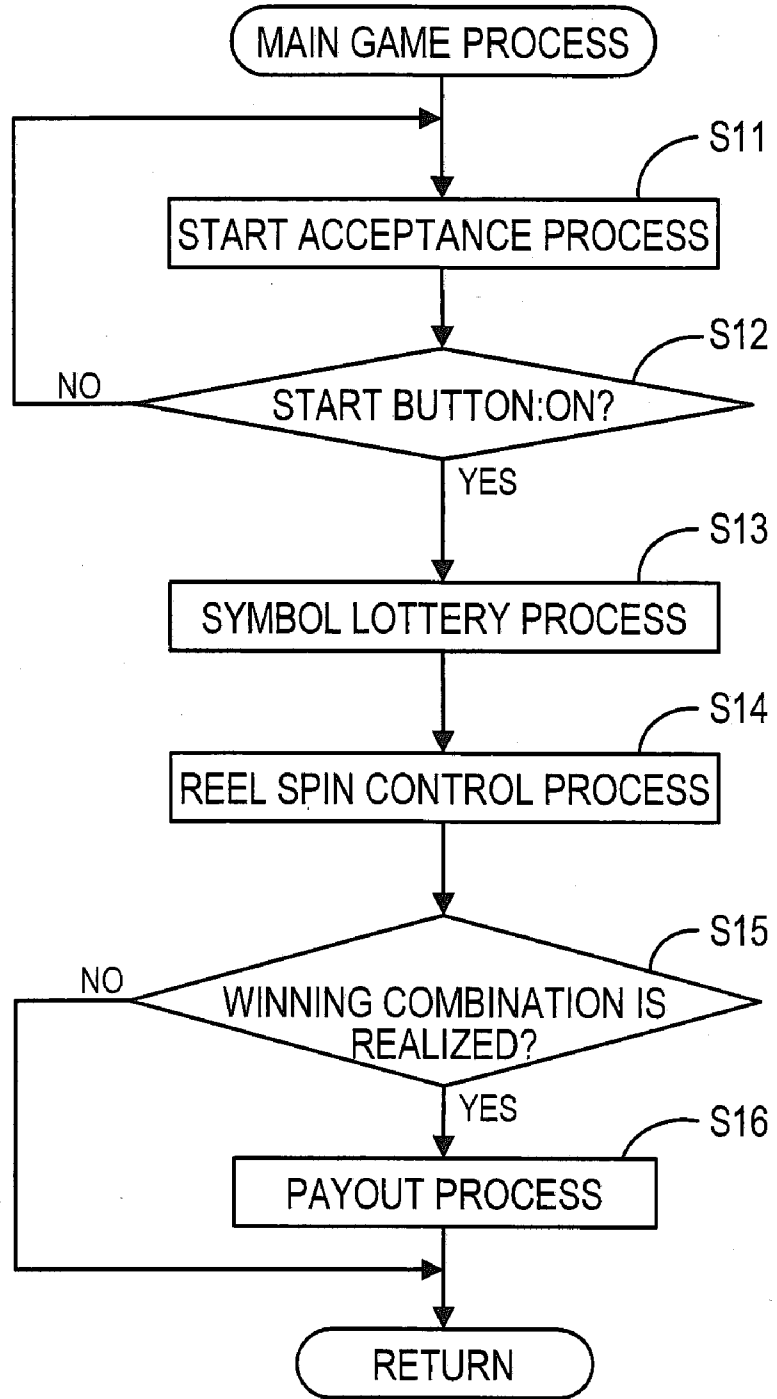 MAIN GAME PROCESS
S11
START ACCEPTANCE PROCESS
S12
NO
START BUTTON:ON?
YES
S13
SYMBOL LOTTERY PROCESS
S14
REEL SPIN CONTROL PROCESS
S15
NO
WINNING COMBINATION IS
REALIZED?
YES
S16
PAYOUT PROCESS
RETURN